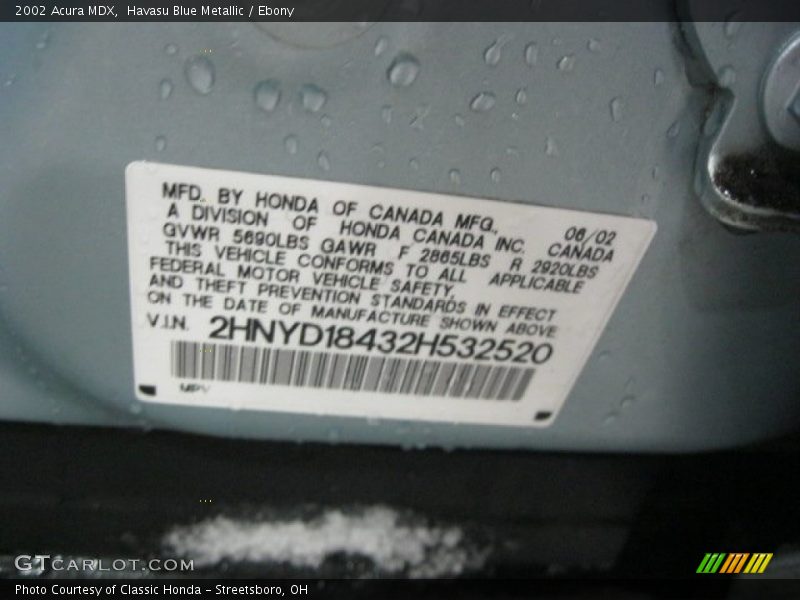 2002 Acura MDX, Havasu Blue Metallic / Ebony
MFD. BY HONDA OF CANADA MFG., 06/02
A DIVISION OF HONDA CANADA INC. CANADA
GVWR 5690LBS GAWR F 2865LBS R 2920LBS
THIS VEHICLE CONFORMS TO ALL APPLICABLE
FEDERAL MOTOR VEHICLE SAFETY,
AND THEFT PREVENTION STANDARDS IN EFFECT
ON THE DATE OF MANUFACTURE SHOWN ABOVE
V.I.N. 2HNYD18432H532520
MPV
GTCARLOT.COM
Photo Courtesy of Classic Honda - Streetsboro, OH